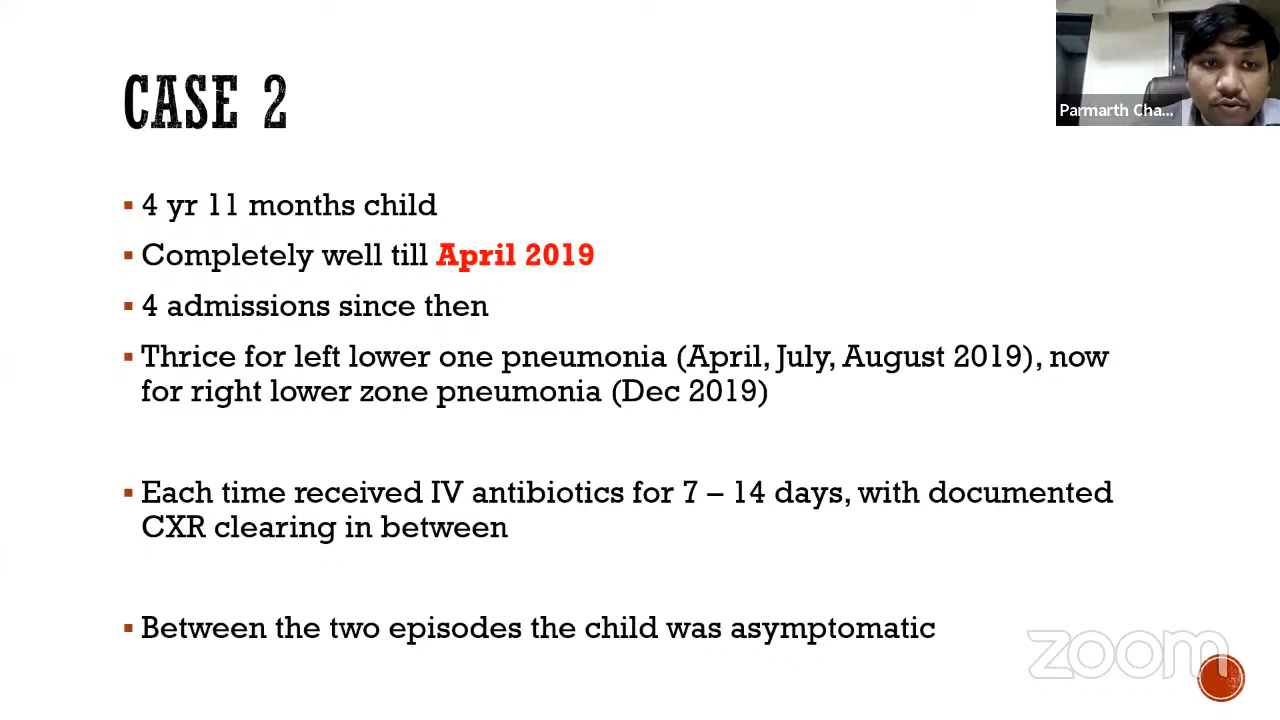 CASE 2
Parmarth Cha...
▪ 4 yr 11 months child
▪ Completely well till April 2019
▪ 4 admissions since then
▪ Thrice for left lower one pneumonia (April, July, August 2019), now
for right lower zone pneumonia (Dec 2019)
▪ Each time received IV antibiotics for 7 – 14 days, with documented
CXR clearing in between
▪ Between the two episodes the child was asymptomatic
zoom